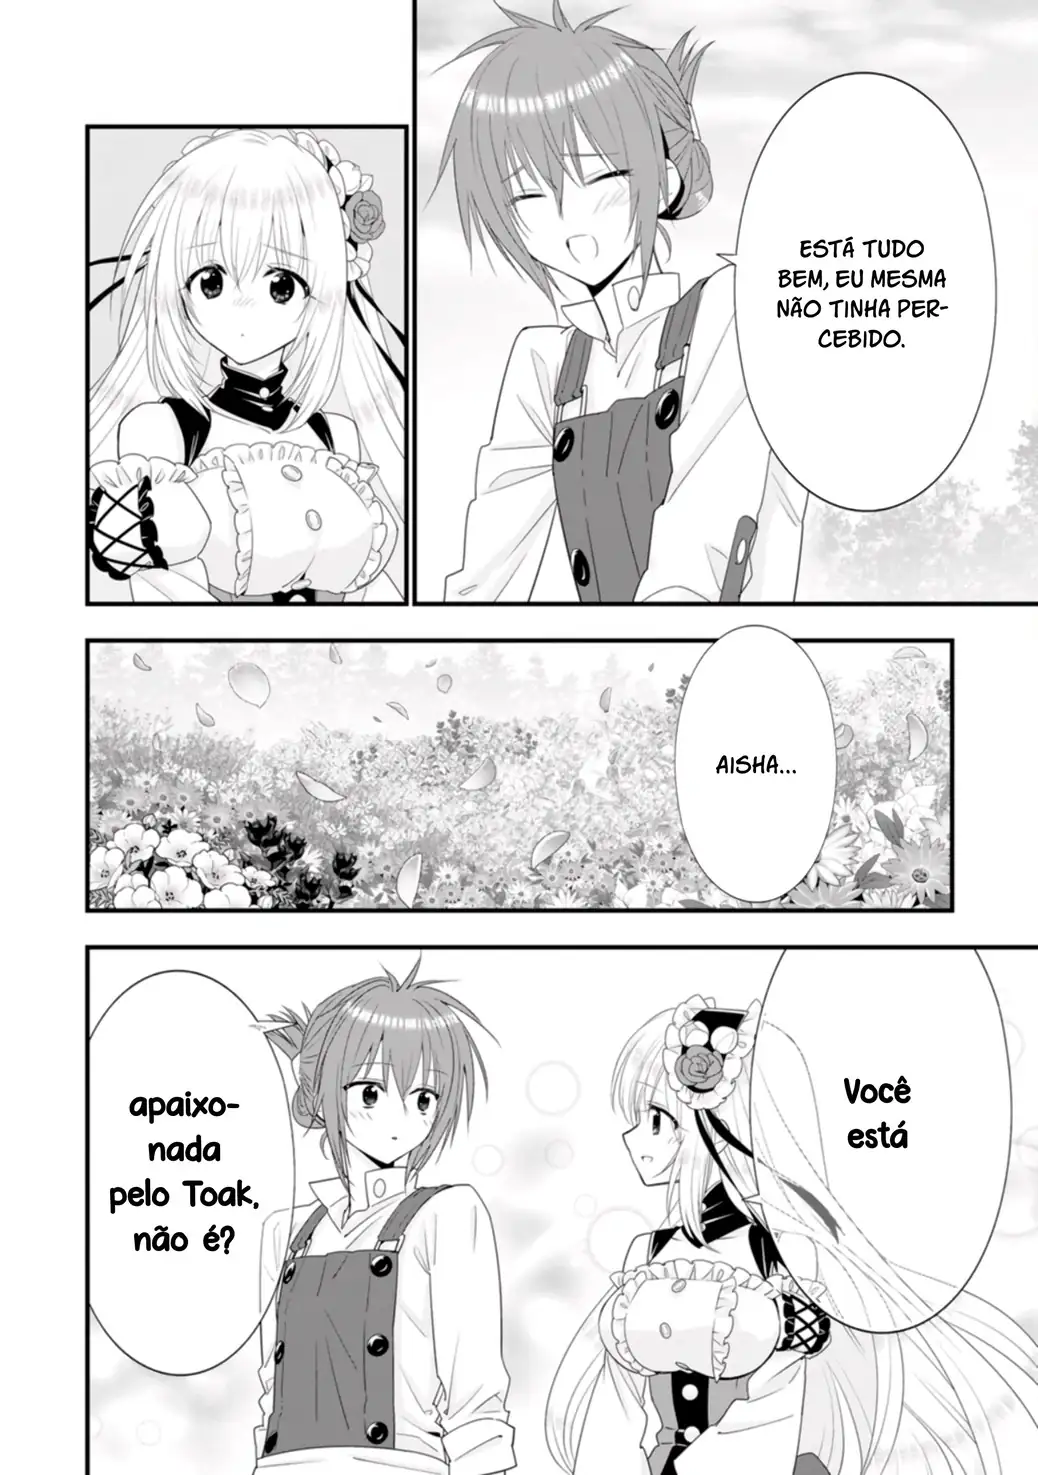 ESTÁ TUDO
BEM, EU MESMA
NÃO TINHA PER-
CEBIDO.
AISHA...
Você
está
apaixo-
nada
pelo Toak,
não é?